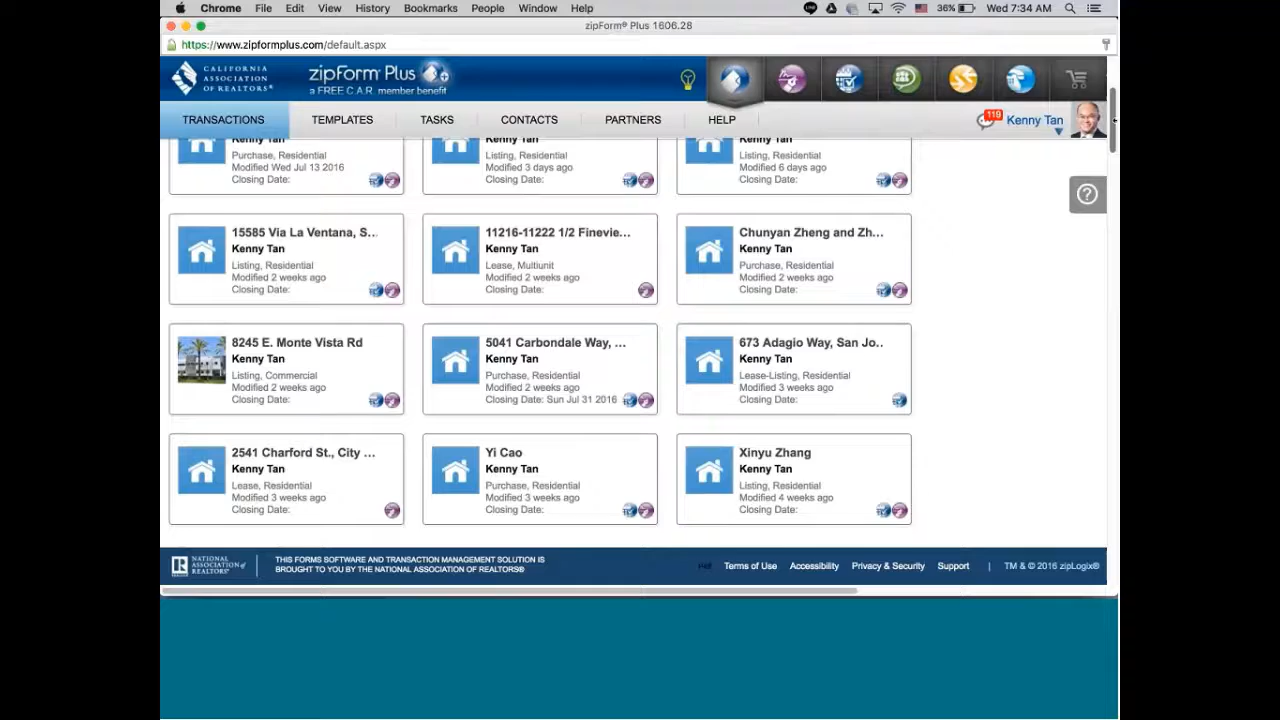 Chrome File Edit View History Bookmarks People Window Help 36% Wed 7:34 AM
zipForm® Plus 1606.28
https://www.zipformplus.com/default.aspx
CALIFORNIA
ASSOCIATION
OF REALTORS®
zipForm® Plus
a FREE C.A.R. member benefit
TRANSACTIONS TEMPLATES TASKS CONTACTS PARTNERS HELP 119 Kenny Tan
Kenny Tan
Purchase, Residential
Modified Wed Jul 13 2016
Closing Date:
Kenny Tan
Listing, Residential
Modified 3 days ago
Closing Date:
Kenny Tan
Listing, Residential
Modified 6 days ago
Closing Date:
15585 Via La Ventana, S...
Kenny Tan
Listing, Residential
Modified 2 weeks ago
Closing Date:
11216-11222 1/2 Finevie...
Kenny Tan
Lease, Multiunit
Modified 2 weeks ago
Closing Date:
Chunyan Zheng and Zh...
Kenny Tan
Purchase, Residential
Modified 2 weeks ago
Closing Date:
8245 E. Monte Vista Rd
Kenny Tan
Listing, Commercial
Modified 2 weeks ago
Closing Date:
5041 Carbondale Way, ...
Kenny Tan
Purchase, Residential
Modified 2 weeks ago
Closing Date: Sun Jul 31 2016
673 Adagio Way, San Jo..
Kenny Tan
Lease-Listing, Residential
Modified 3 weeks ago
Closing Date:
2541 Charford St., City ...
Kenny Tan
Lease, Residential
Modified 3 weeks ago
Closing Date:
Yi Cao
Kenny Tan
Purchase, Residential
Modified 3 weeks ago
Closing Date:
Xinyu Zhang
Kenny Tan
Listing, Residential
Modified 4 weeks ago
Closing Date:
NATIONAL
ASSOCIATION of
REALTORS®
THIS FORMS SOFTWARE AND TRANSACTION MANAGEMENT SOLUTION IS
BROUGHT TO YOU BY THE NATIONAL ASSOCIATION OF REALTORS®
Terms of Use Accessibility Privacy & Security Support | TM & © 2016 zipLogix®